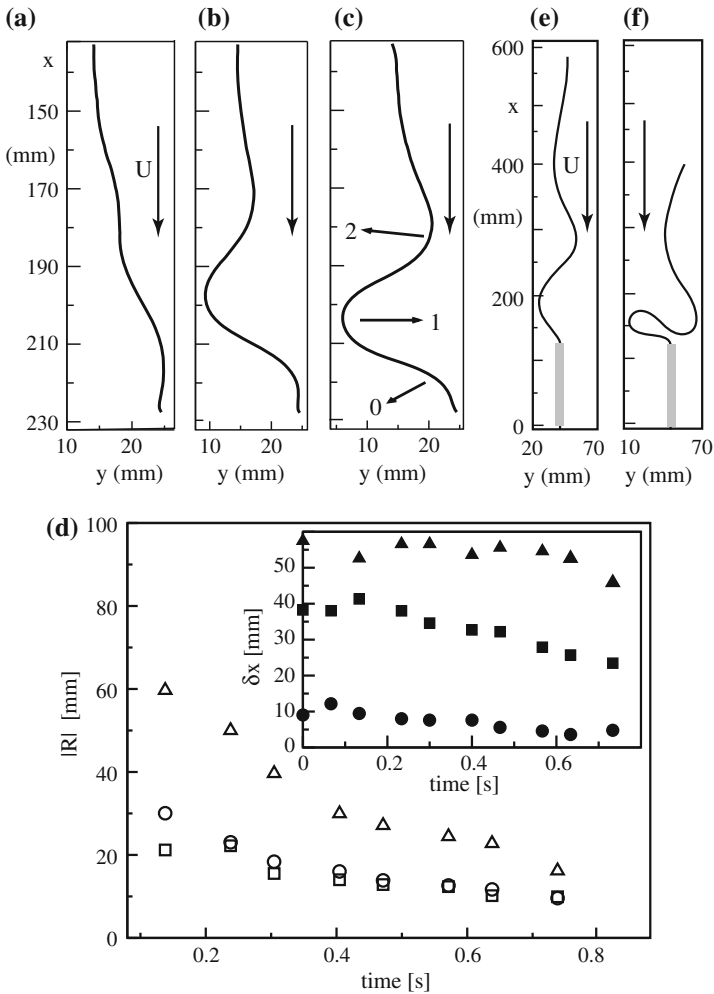 (a)
(b)
(c)
(e)
(f)
x
150
(mm)
170
190
210
230
10
20
y (mm)
U
10
20
y (mm)
2
1
0
10
20
y (mm)
600
x
400
(mm)
200
0
U
20
70
y (mm)
10
70
y (mm)
(d)
100
80
60
40
20
0
|R| [mm]
0.2
0.4
0.6
0.8
time [s]
50
40
30
20
10
0
δx [mm]
0
0.2
0.4
0.6
time [s]